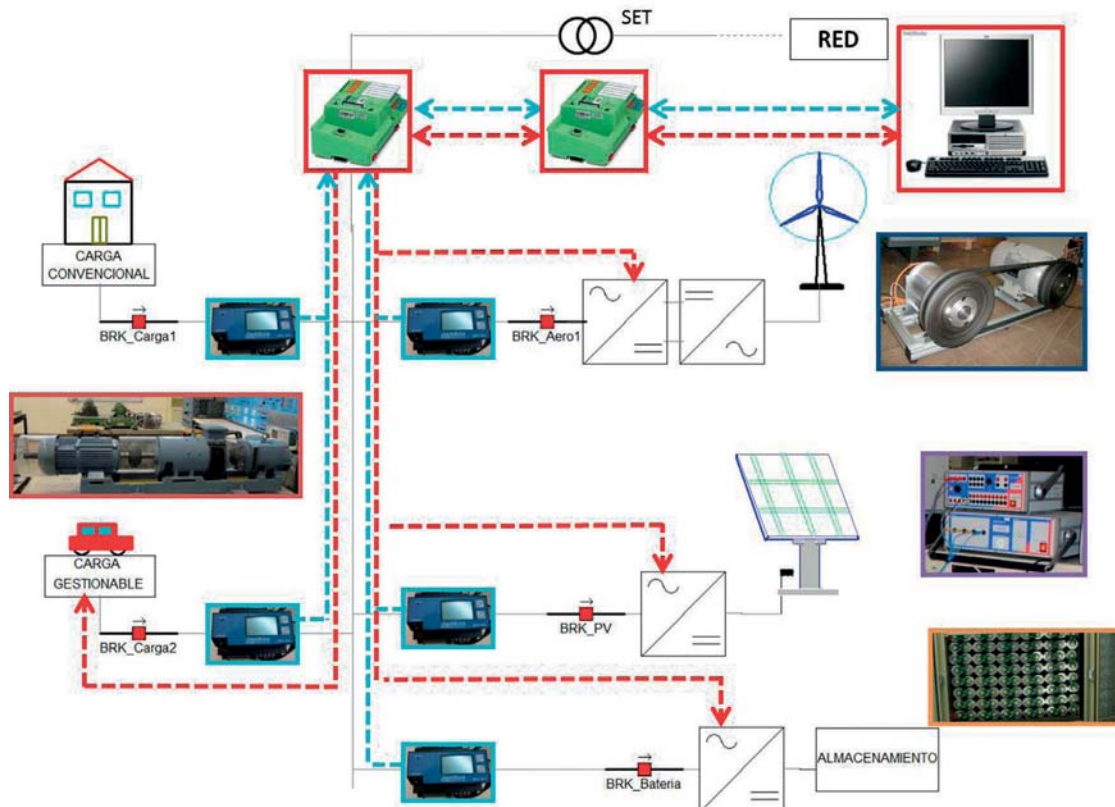 SET
RED
CARGA
CONVENCIONAL
BRK_Carga1
BRK_Aero1
CARGA
GESTIONABLE
BRK_Carga2
BRK_PV
BRK_Bateria
ALMACENAMIENTO